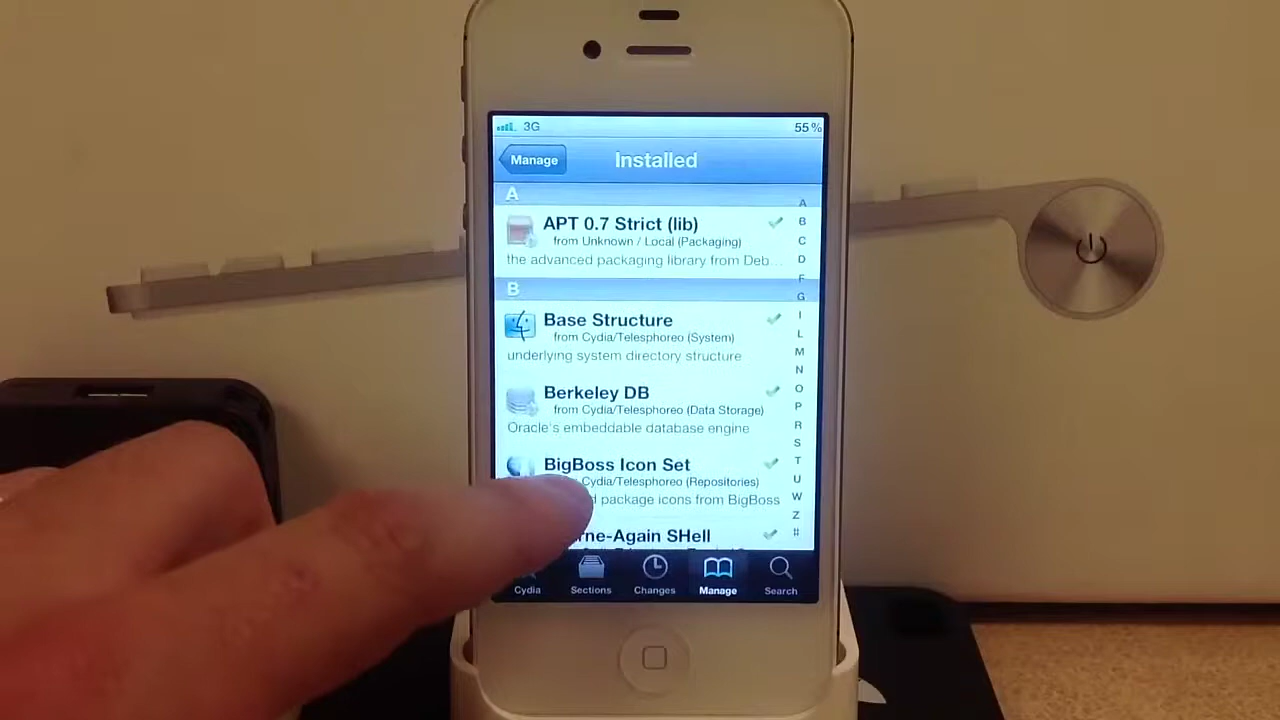 3G 55%
Manage Installed
A
APT 0.7 Strict (lib)
from Unknown / Local (Packaging)
the advanced packaging library from Deb...
B
Base Structure
from Cydia/Telesphoreo (System)
underlying system directory structure
Berkeley DB
from Cydia/Telesphoreo (Data Storage)
Oracle's embeddable database engine
BigBoss Icon Set
Cydia/Telesphoreo (Repositories)
package icons from BigBoss
rne-Again SHell
A
B
C
D
F
G
I
L
M
N
O
P
R
S
T
U
W
Z
#
Cydia Sections Changes Manage Search